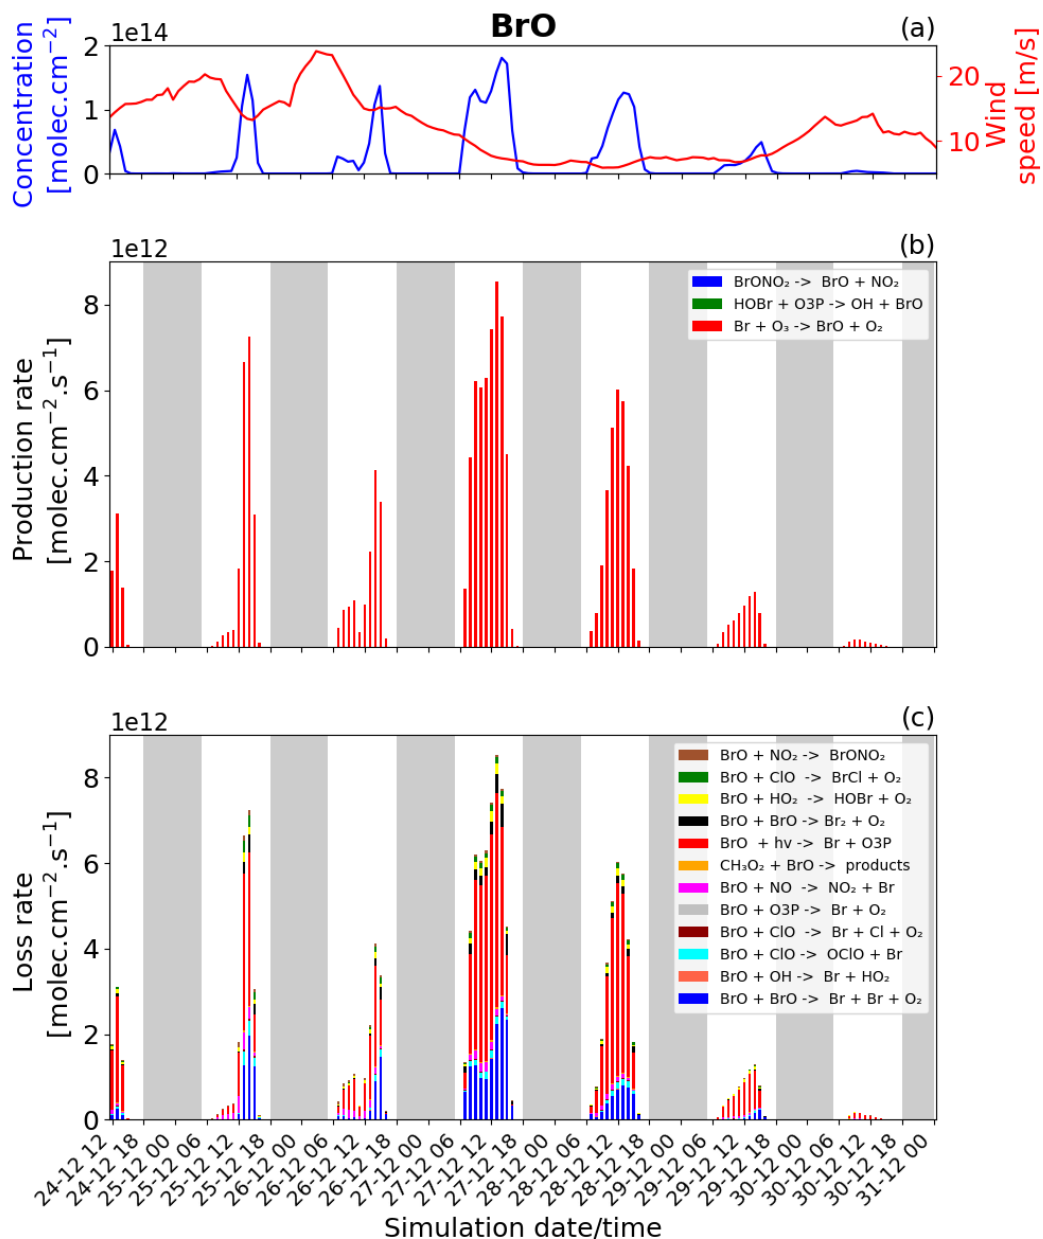 BrO
(a)
1e14
Concentration
[molec.cm⁻²]
2
1
0
20
10
Wind
speed [m/s]
(b)
1e12
Production rate
[molec.cm⁻².s⁻¹]
8
6
4
2
0
BrONO₂ -> BrO + NO₂
HOBr + O3P -> OH + BrO
Br + O₃ -> BrO + O₂
(c)
1e12
Loss rate
[molec.cm⁻².s⁻¹]
8
6
4
2
0
BrO + NO₂ -> BrONO₂
BrO + ClO -> BrCl + O₂
BrO + HO₂ -> HOBr + O₂
BrO + BrO -> Br₂ + O₂
BrO + hv -> Br + O3P
CH₃O₂ + BrO -> products
BrO + NO -> NO₂ + Br
BrO + O3P -> Br + O₂
BrO + ClO -> Br + Cl + O₂
BrO + ClO -> OClO + Br
BrO + OH -> Br + HO₂
BrO + BrO -> Br + Br + O₂
24-12 12
24-12 18
25-12 00
25-12 06
25-12 12
25-12 18
26-12 00
26-12 06
26-12 12
26-12 18
27-12 00
27-12 06
27-12 12
27-12 18
28-12 00
28-12 06
28-12 12
28-12 18
29-12 00
29-12 06
29-12 12
29-12 18
30-12 00
30-12 06
30-12 12
30-12 18
31-12 00
Simulation date/time